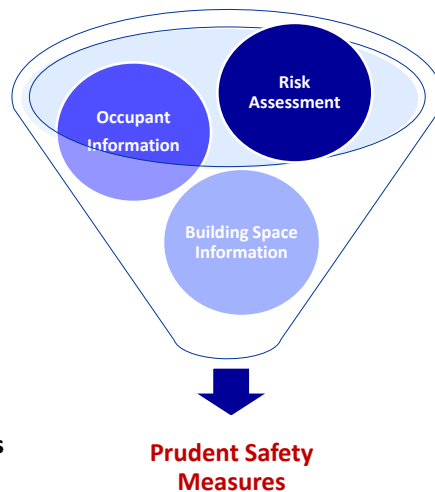 Risk
Assessment
Occupant
Information
Building Space
Information
s
Prudent Safety
Measures